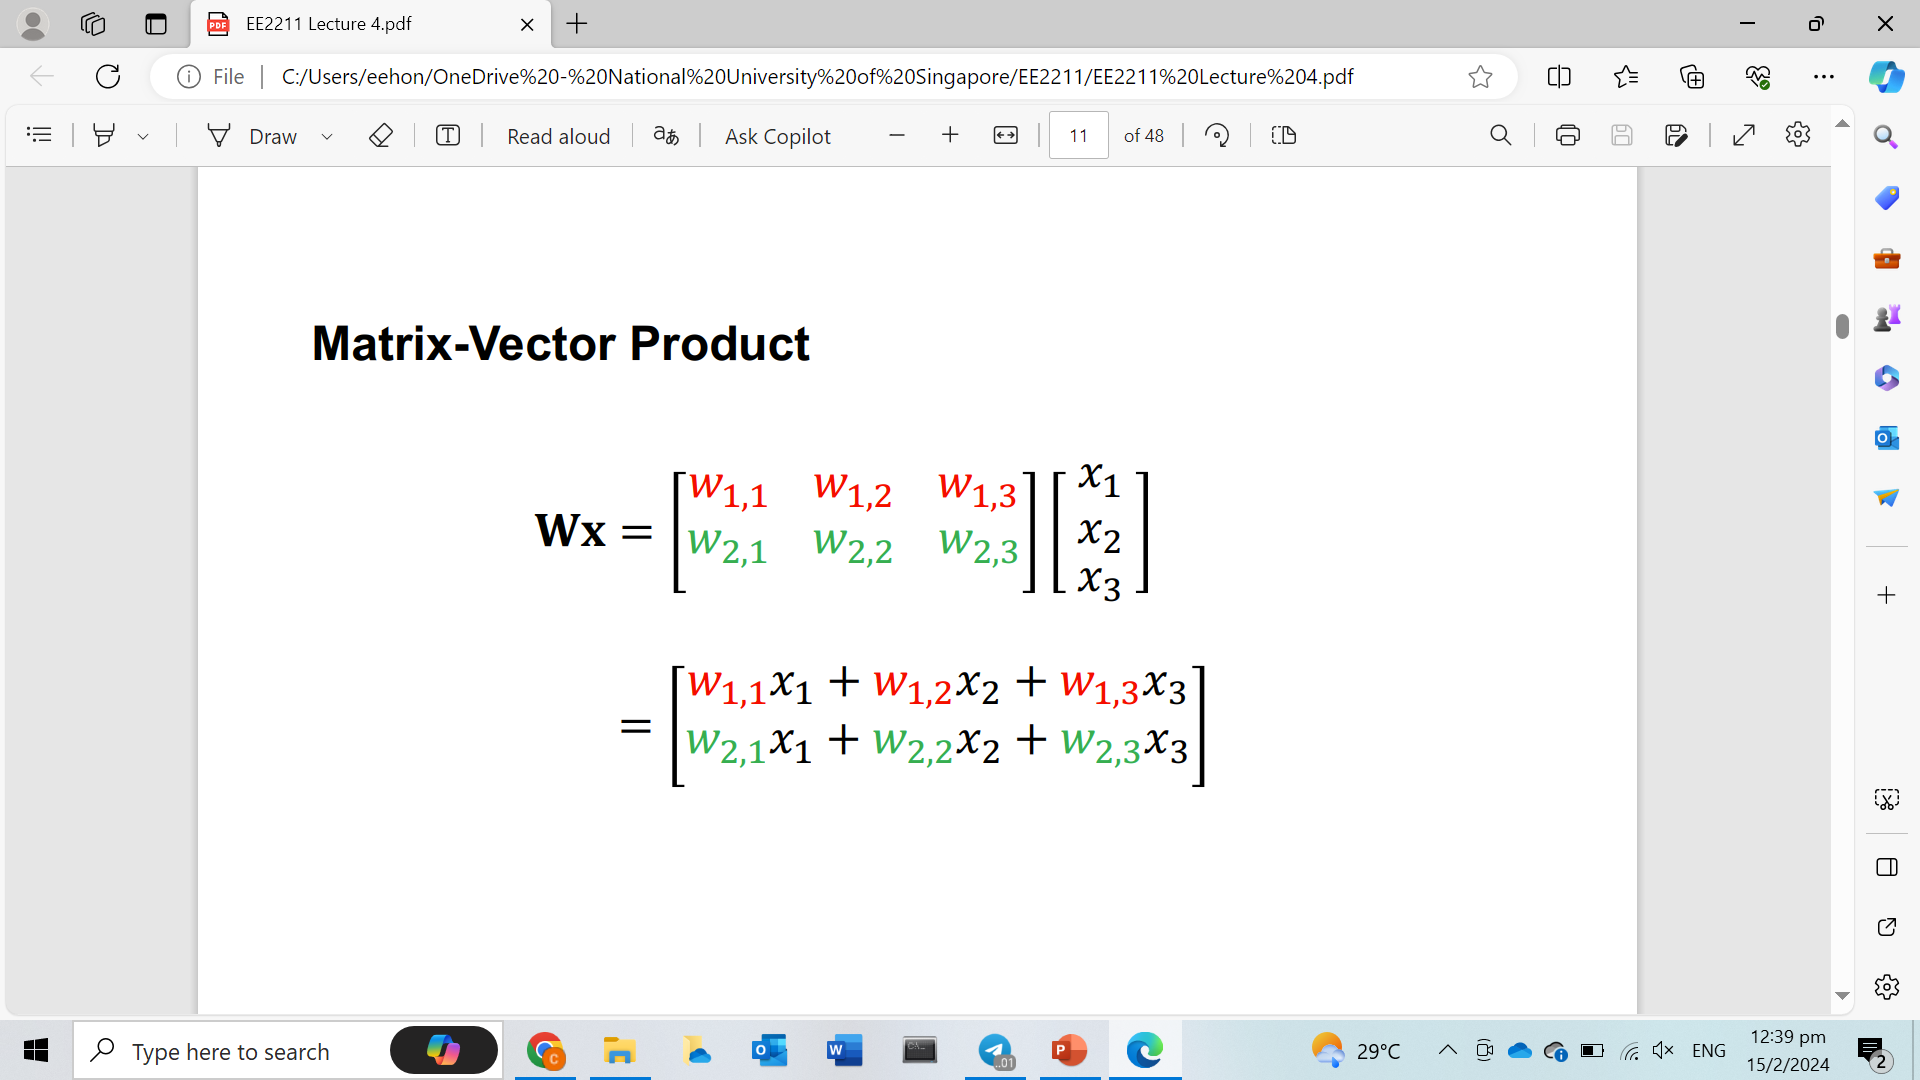 EE2211 Lecture 4.pdf
File
C:/Users/eehon/OneDrive%20-%20National%20University%20of%20Singapore/EE2211/EE2211%20Lecture%204.pdf
Draw
Read aloud
aあ
Ask Copilot
11
of 48
Matrix-Vector Product
Wx = [w1,1 w1,2 w1,3
w2,1 w2,2 w2,3] [x1
x2
x3]
= [w1,1x1 + w1,2x2 + w1,3x3
w2,1x1 + w2,2x2 + w2,3x3]
Type here to search
29°C
ENG
12:39 pm
15/2/2024
2